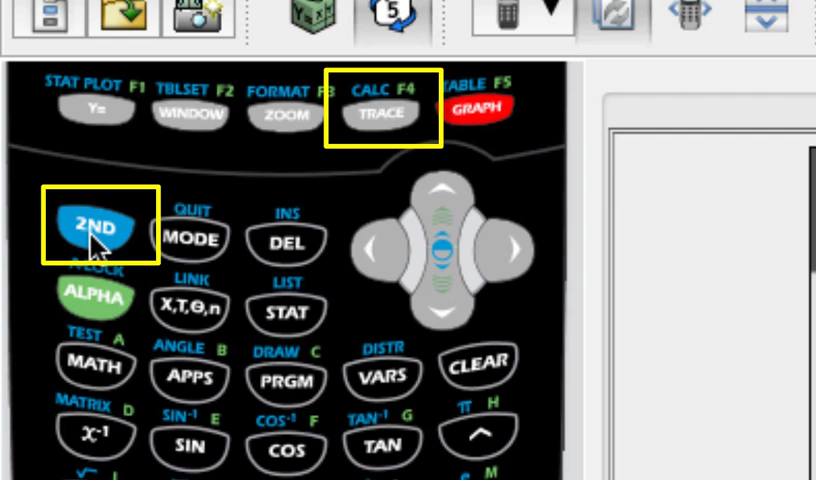 Y=x 5
STAT PLOT F1 TBLSET F2 FORMAT F3 CALC F4 TABLE F5
Y= WINDOW ZOOM TRACE GRAPH
QUIT INS
2ND MODE DEL
A-LOCK LINK LIST
ALPHA X,T,Θ,n STAT
TEST A ANGLE B DRAW C DISTR
MATH APPS PRGM VARS CLEAR
MATRIX D SIN⁻¹ E COS⁻¹ F TAN⁻¹ G π H
x⁻¹ SIN COS TAN ^
√ M